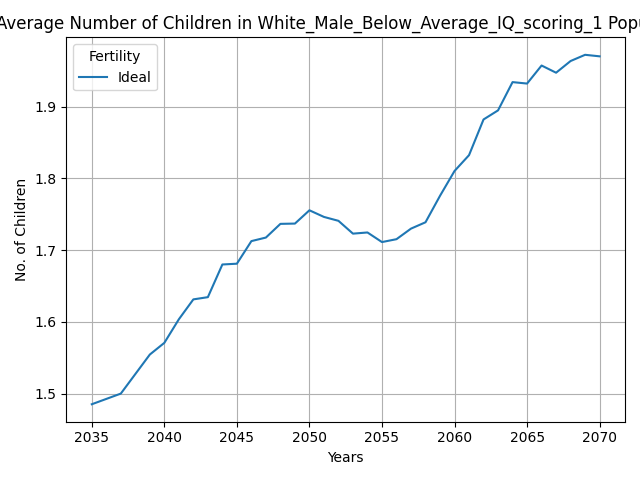 Average Number of Children in White_Male_Below_Average_IQ_scoring_1 Popu
Fertility
Ideal
No. of Children
1.9
1.8
1.7
1.6
1.5
2035 2040 2045 2050 2055 2060 2065 2070
Years